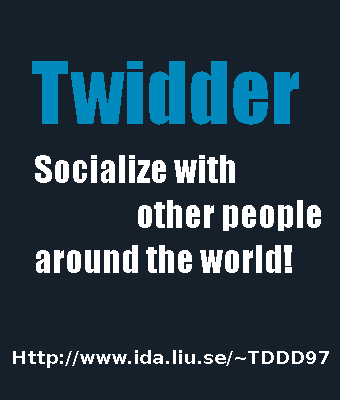 Twidder
Socialize with
other people
around the world!
Http://www.ida.liu.se/~TDDD97